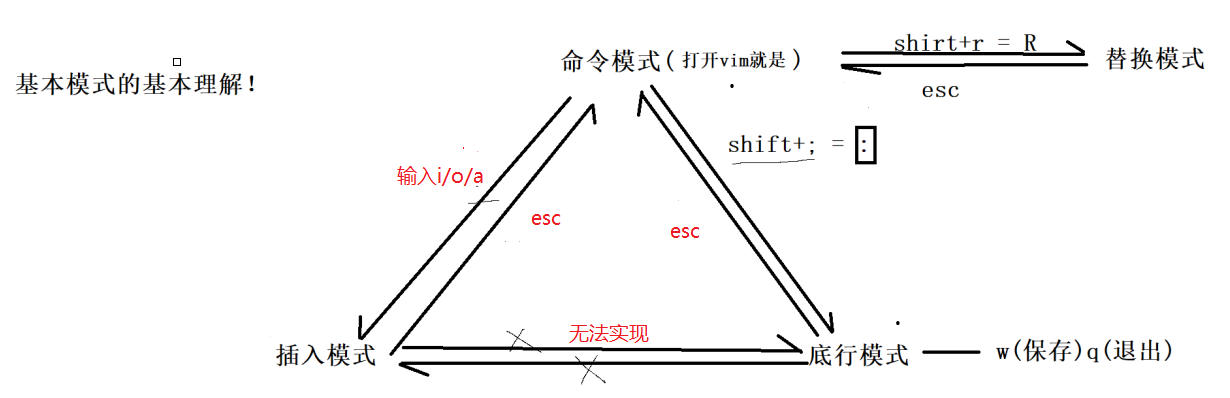 基本模式的基本理解!
命令模式(打开vim就是)
shirt+r = R
esc
替换模式
shift+; = :
输入i/o/a
esc
esc
无法实现
插入模式
底行模式
w(保存)q(退出)